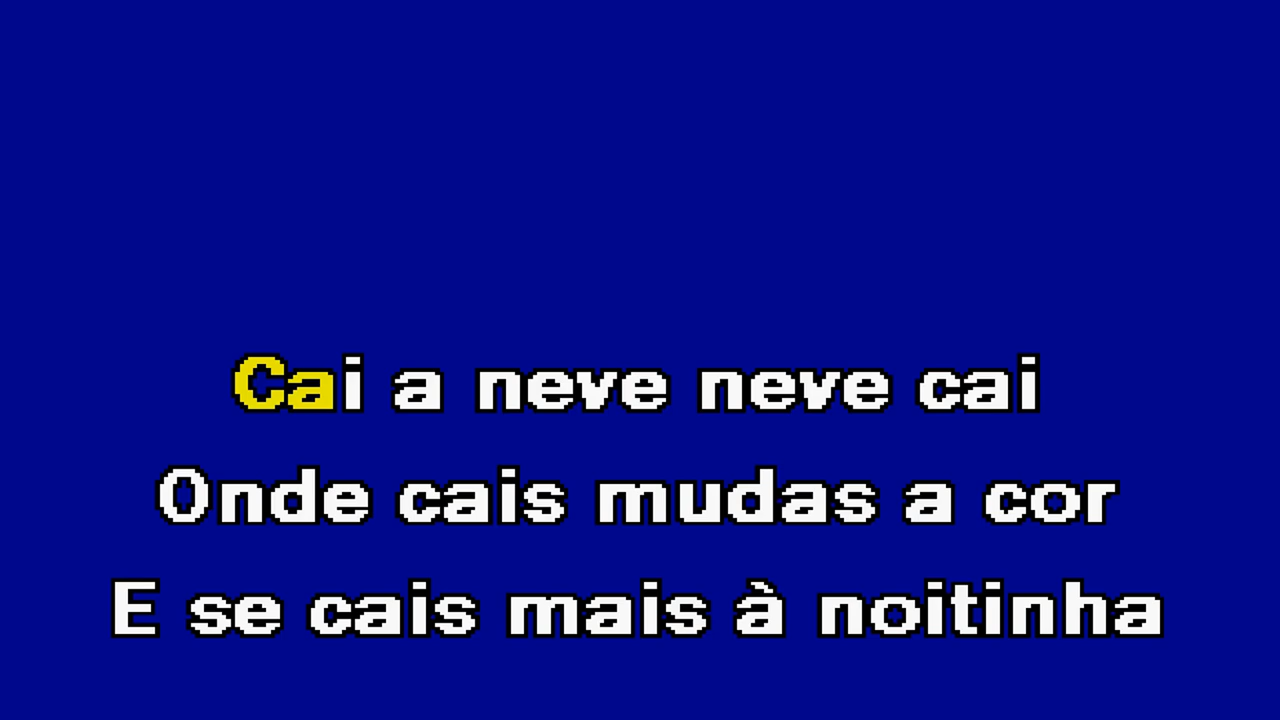 Cai a neve neve cai
Onde cais mudas a cor
E se cais mais à noitinha